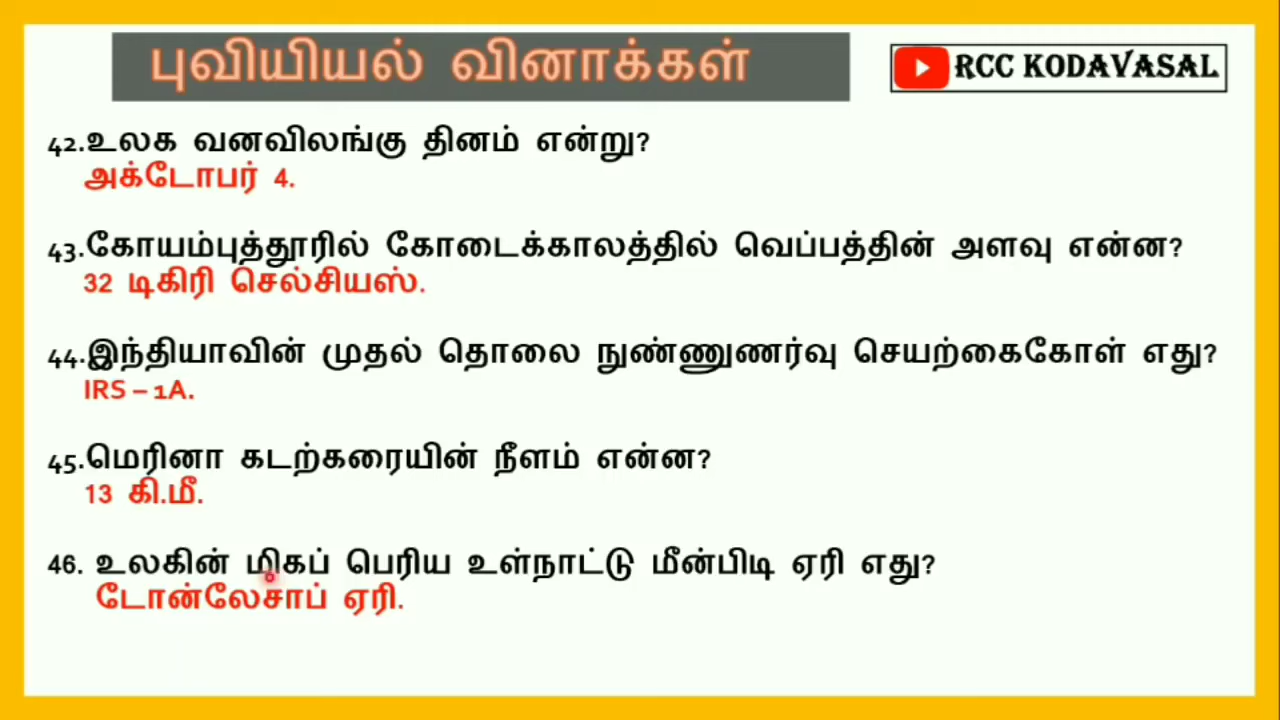 புவியியல் வினாக்கள்
RCC KODAVASAL
42.உலக வனவிலங்கு தினம் என்று?
அக்டோபர் 4.
43.கோயம்புத்தூரில் கோடைக்காலத்தில் வெப்பத்தின் அளவு என்ன?
32 டிகிரி செல்சியஸ்.
44.இந்தியாவின் முதல் தொலை நுண்ணுணர்வு செயற்கைகோள் எது?
IRS – 1A.
45.மெரினா கடற்கரையின் நீளம் என்ன?
13 கி.மீ.
46. உலகின் மிகப் பெரிய உள்நாட்டு மீன்பிடி ஏரி எது?
டோன்லேசாப் ஏரி.